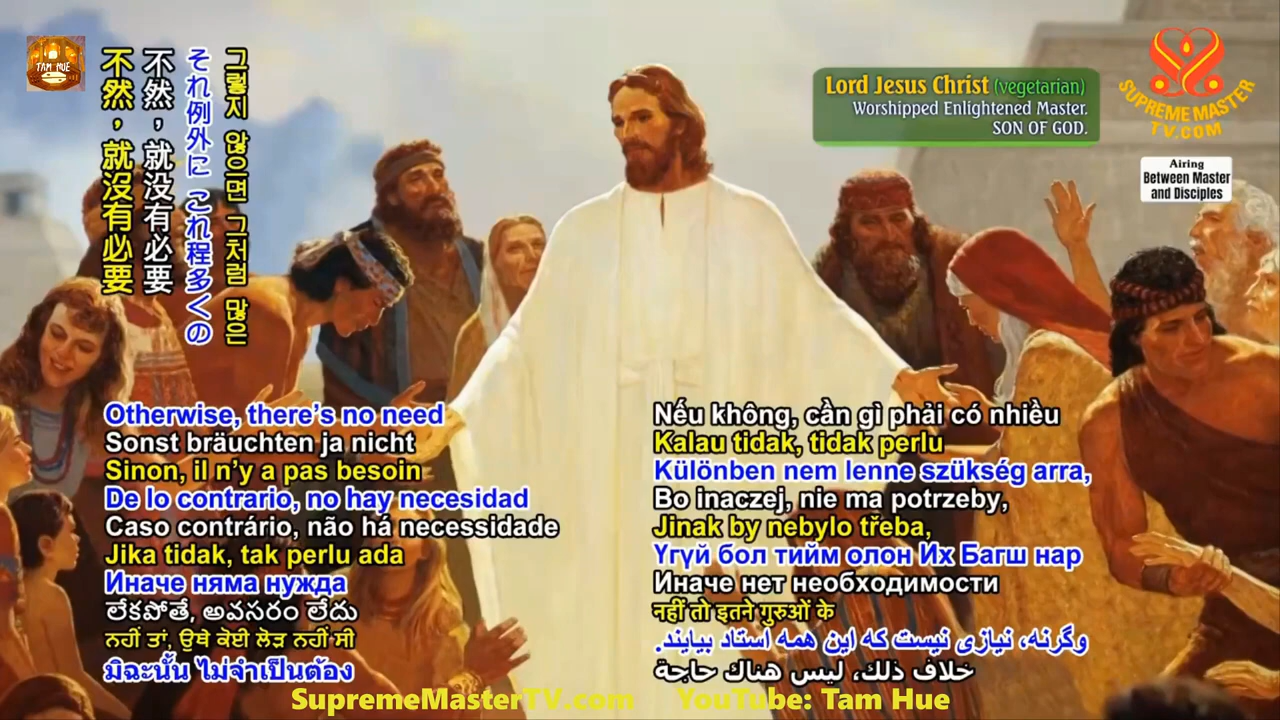 TAM HUE
不然，就沒有必要
不然，就没有必要
それ例外に これ程多くの
그렇지 않으면 그처럼 많은
Lord Jesus Christ (vegetarian)
Worshipped Enlightened Master.
SON OF GOD.
SUPREME MASTER
TV.COM
Airing
Between Master
and Disciples
Otherwise, there’s no need
Sonst bräuchten ja nicht
Sinon, il n’y a pas besoin
De lo contrario, no hay necesidad
Caso contrário, não há necessidade
Jika tidak, tak perlu ada
Иначе няма нужда
లేకపోతే, అవసరం లేదు
ਨਹੀਂ ਤਾਂ, ਉਥੇ ਕੋਈ ਲੋੜ ਨਹੀਂ ਸੀ
มิฉะนั้น ไม่จำเป็นต้อง
Nếu không, cần gì phải có nhiều
Kalau tidak, tidak perlu
Különben nem lenne szükség arra,
Bo inaczej, nie ma potrzeby,
Jinak by nebylo třeba,
Үгүй бол тийм олон Их Багш нар
Иначе нет необходимости
नहीं तो इतने गुरुओं के
وگرنه، نیازی نیست که این همه استاد بیایند.
خلاف ذلك، ليس هناك حاجة
SupremeMasterTV.com YouTube: Tam Hue